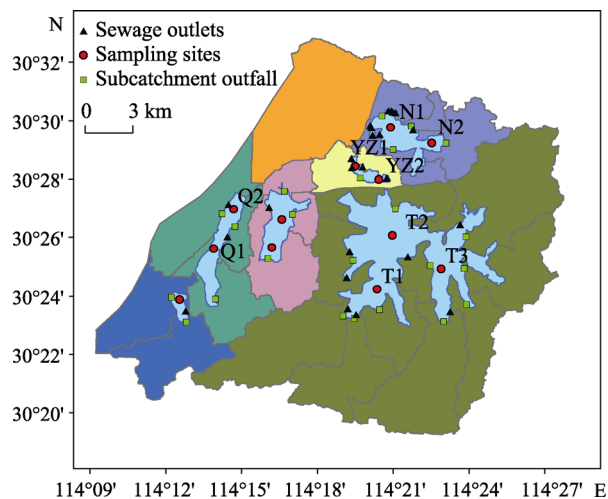 N
Sewage outlets
Sampling sites
Subcatchment outfall
0 3 km
30°32'
30°30'
30°28'
30°26'
30°24'
30°22'
30°20'
N1
N2
YZ1
YZ2
Q2
Q1
T2
T3
T1
114°09' 114°12' 114°15' 114°18' 114°21' 114°24' 114°27' E